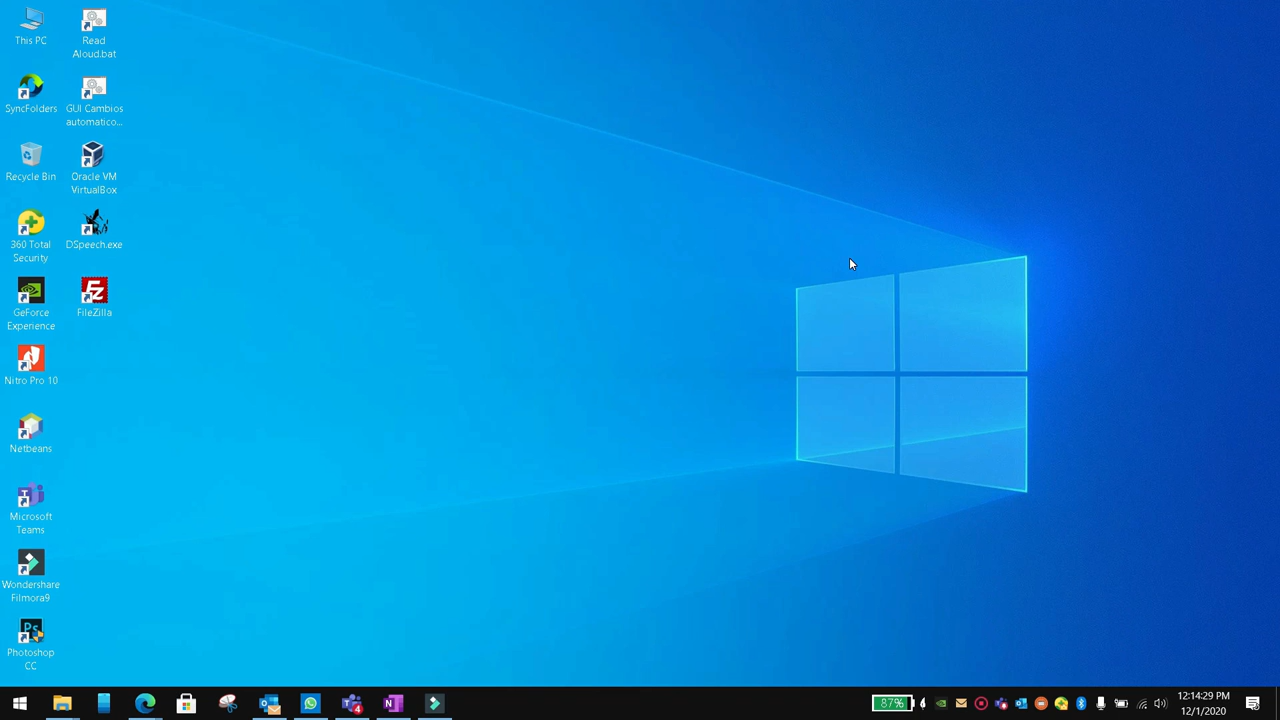 This PC
Read
Aloud.bat
SyncFolders
GUI Cambios
automatico...
Recycle Bin
Oracle VM
VirtualBox
360 Total
Security
DSpeech.exe
GeForce
Experience
FileZilla
Nitro Pro 10
Netbeans
Microsoft
Teams
Wondershare
Filmora9
Ps
Photoshop
CC
4
N
87%
12:14:29 PM
12/1/2020